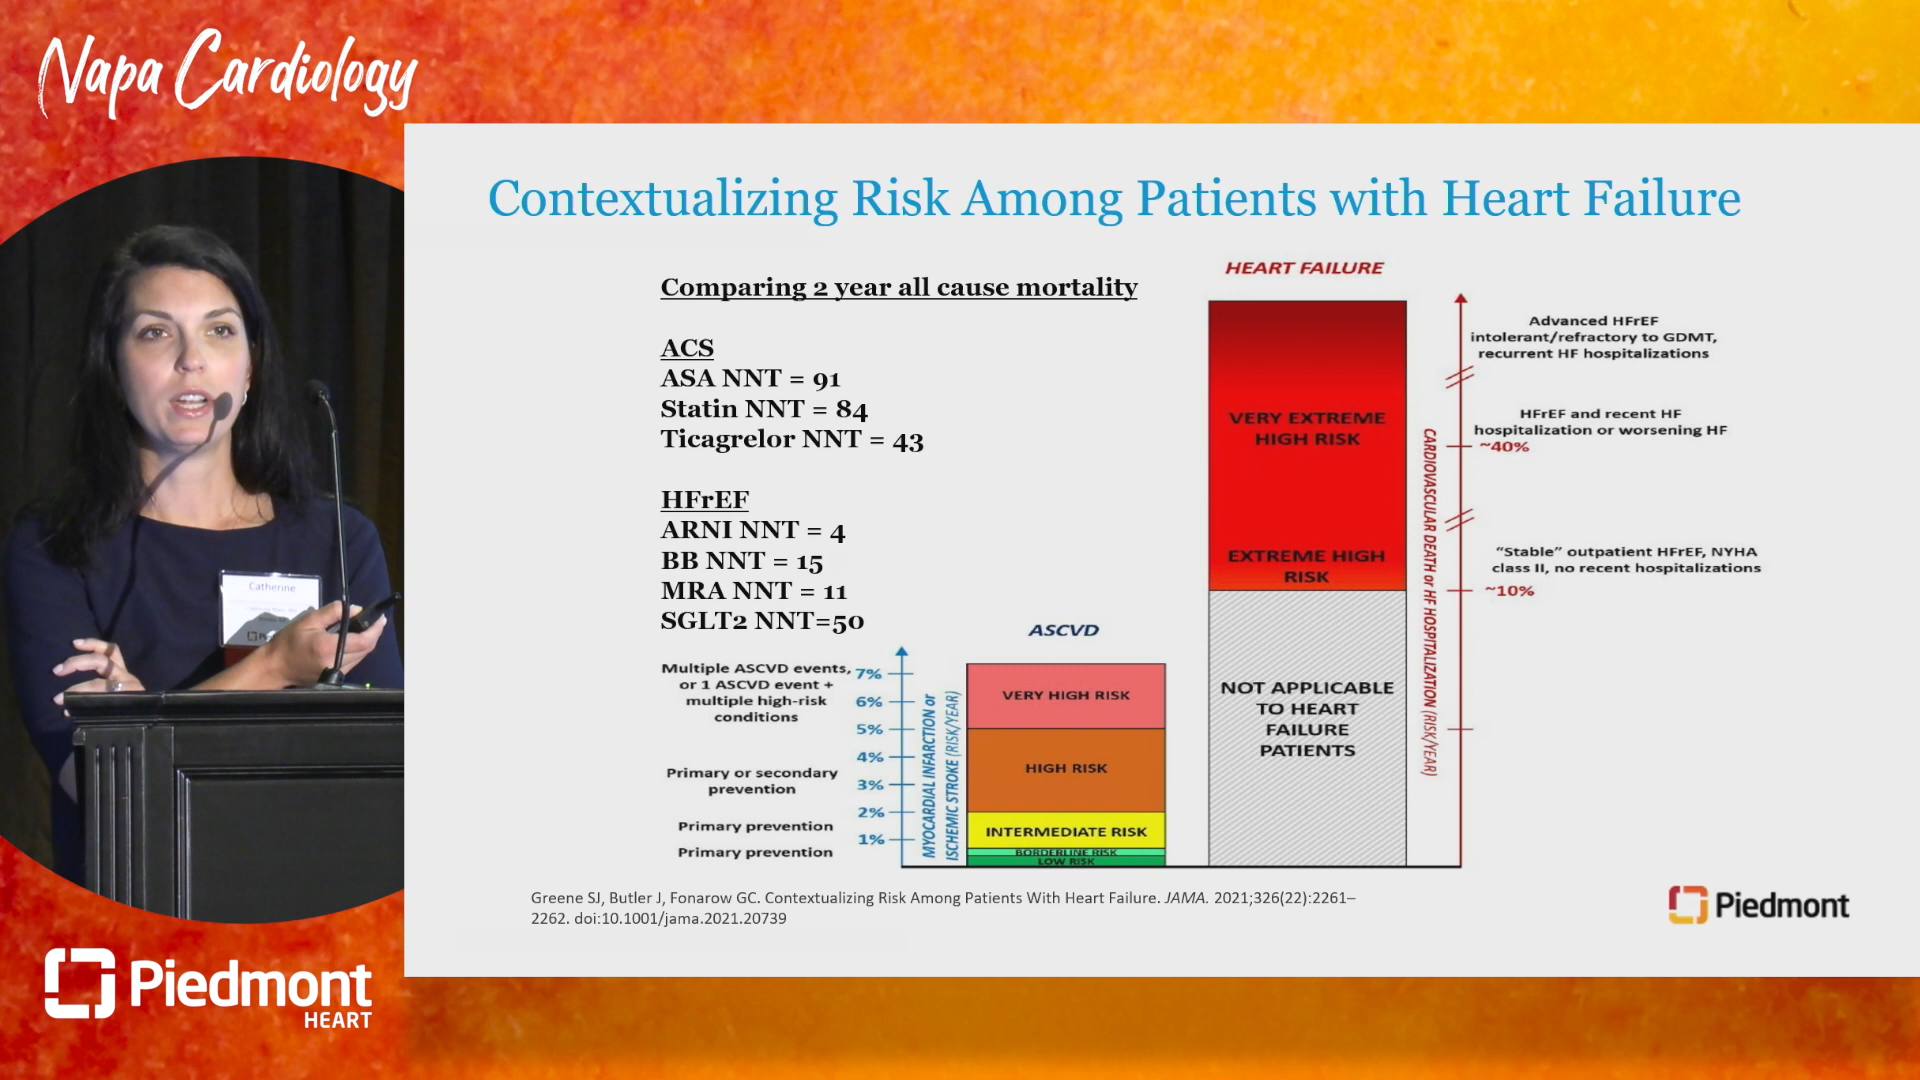 Napa Cardiology
Contextualizing Risk Among Patients with Heart Failure
Comparing 2 year all cause mortality
ACS
ASA NNT = 91
Statin NNT = 84
Ticagrelor NNT = 43
HFrEF
ARNI NNT = 4
BB NNT = 15
MRA NNT = 11
SGLT2 NNT=50
Multiple ASCVD events,
or 1 ASCVD event +
multiple high-risk
conditions
Primary or secondary
prevention
Primary prevention
Primary prevention
7%
6%
5%
4%
3%
2%
1%
MYOCARDIAL INFARCTION or
ISCHEMIC STROKE (RISK/YEAR)
ASCVD
VERY HIGH RISK
HIGH RISK
INTERMEDIATE RISK
BORDERLINE RISK
LOW RISK
HEART FAILURE
VERY EXTREME
HIGH RISK
EXTREME HIGH
RISK
NOT APPLICABLE
TO HEART
FAILURE
PATIENTS
CARDIOVASCULAR DEATH or HF HOSPITALIZATION (RISK/YEAR)
Advanced HFrEF
intolerant/refractory to GDMT,
recurrent HF hospitalizations
HFrEF and recent HF
hospitalization or worsening HF
~40%
“Stable” outpatient HFrEF, NYHA
class II, no recent hospitalizations
~10%
Greene SJ, Butler J, Fonarow GC. Contextualizing Risk Among Patients With Heart Failure. JAMA. 2021;326(22):2261–
2262. doi:10.1001/jama.2021.20739
Piedmont
Catherine
Piedmont
HEART